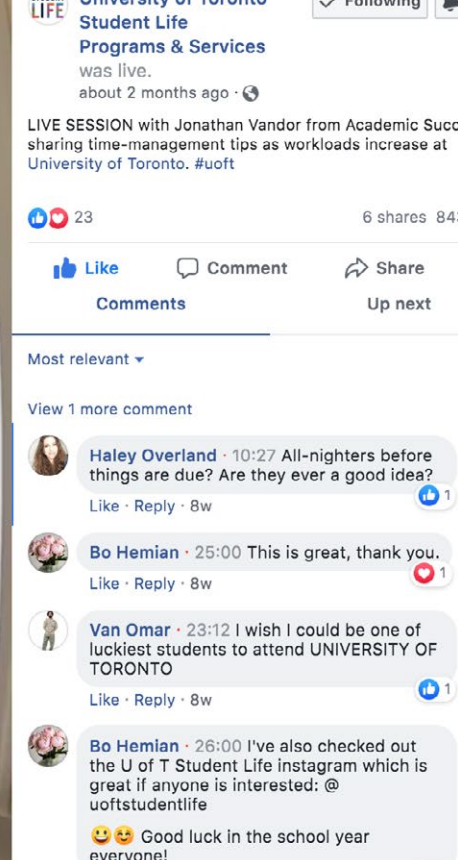 LIFE
University of Toronto
Student Life
Programs & Services
Following
was live.
about 2 months ago ·
LIVE SESSION with Jonathan Vandor from Academic
sharing time-management tips as workloads increase at
University of Toronto. #uoft
23
6 shares
Like
Comment
Share
Comments
Up next
Most relevant
View 1 more comment
Haley Overland · 10:27 All-nighters before
things are due? Are they ever a good idea?
1
Like · Reply · 8w
Bo Hemian · 25:00 This is great, thank you.
1
Like · Reply · 8w
Van Omar · 23:12 I wish I could be one of
luckiest students to attend UNIVERSITY OF
TORONTO
1
Like · Reply · 8w
Bo Hemian · 26:00 I've also checked out
the U of T Student Life instagram which is
great if anyone is interested: @
uoftstudentlife
😀😊 Good luck in the school year
everyone!